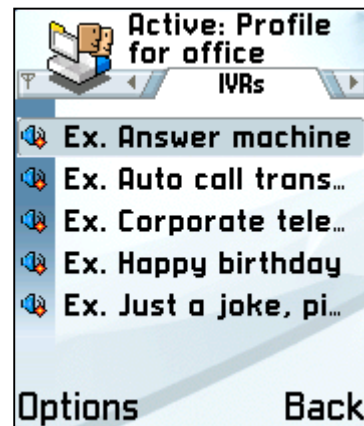 Active: Profile
for office
IVRs
Ex. Answer machine
Ex. Auto call trans…
Ex. Corporate tele…
Ex. Happy birthday
Ex. Just a joke, pi…
Options Back